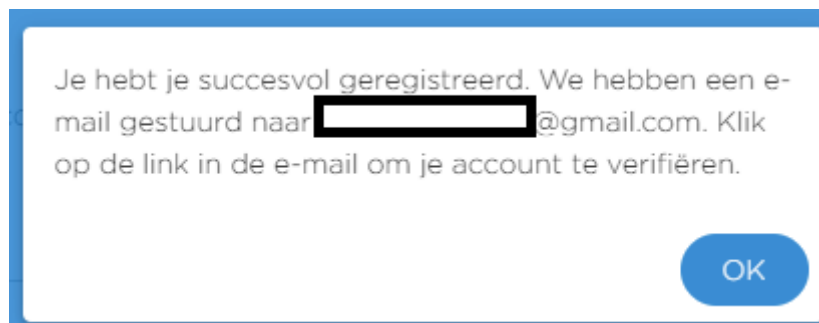 Je hebt je succesvol geregistreerd. We hebben een e-
mail gestuurd naar @gmail.com. Klik
op de link in de e-mail om je account te verifiëren.
OK